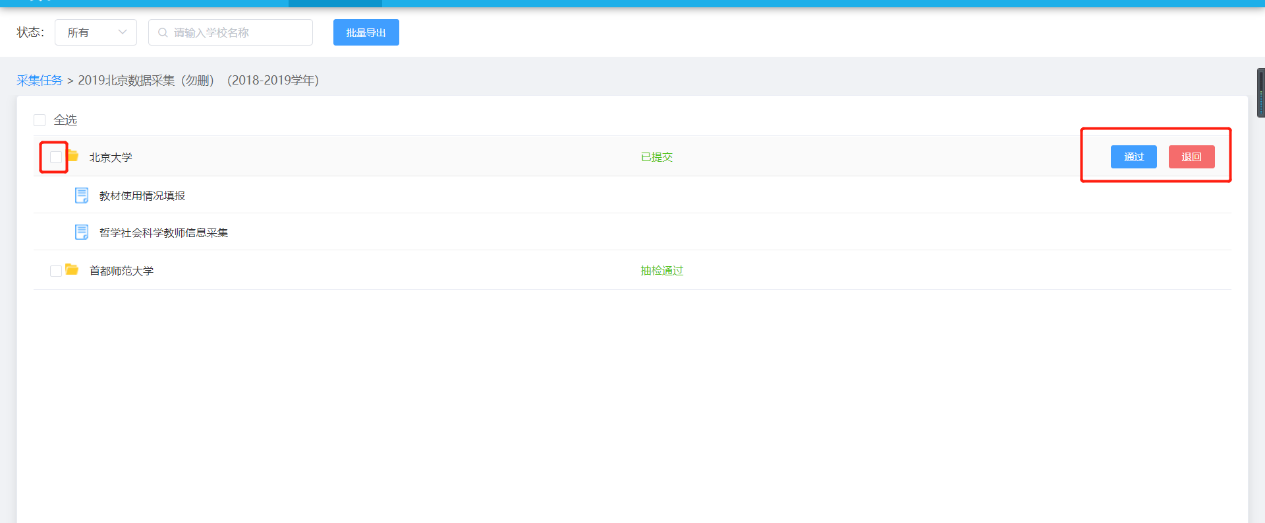 状态： 所有 请输入学校名称 批量导出
采集任务 > 2019北京数据采集（勿删）（2018-2019学年）
全选
北京大学 已提交 通过 退回
教材使用情况填报
哲学社会科学教师信息采集
首都师范大学 抽检通过